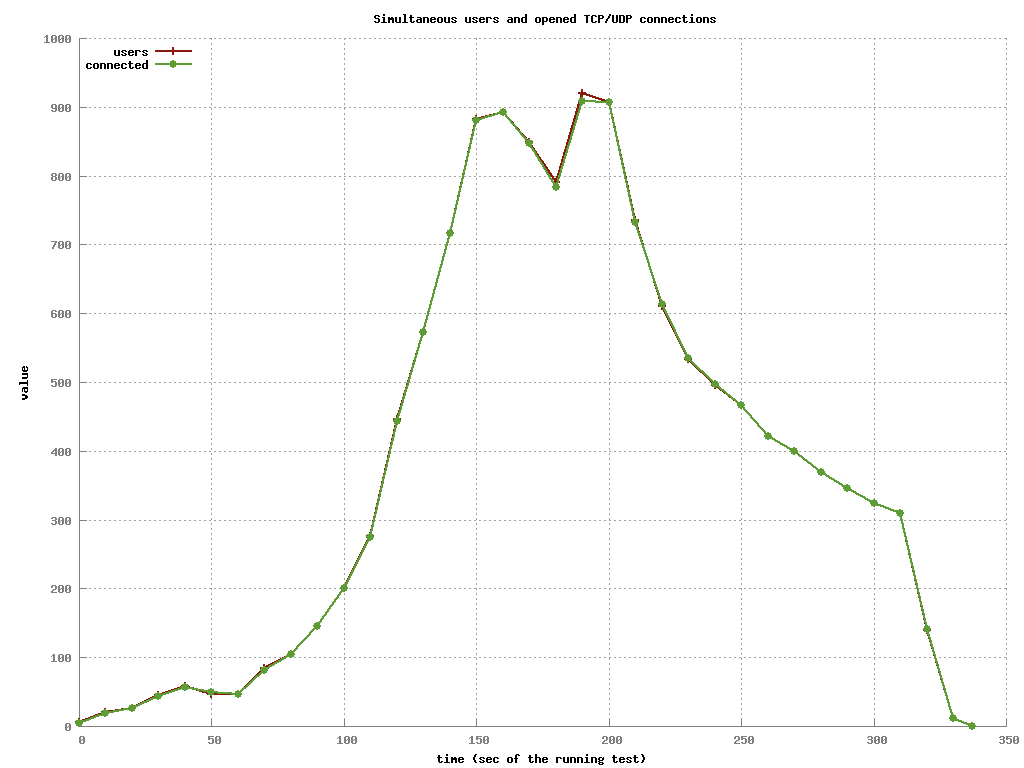 Simultaneous users and opened TCP/UDP connections
1000
users
connected
900
800
700
600
500
value
400
300
200
100
0
0 50 100 150 200 250 300 350
time (sec of the running test)